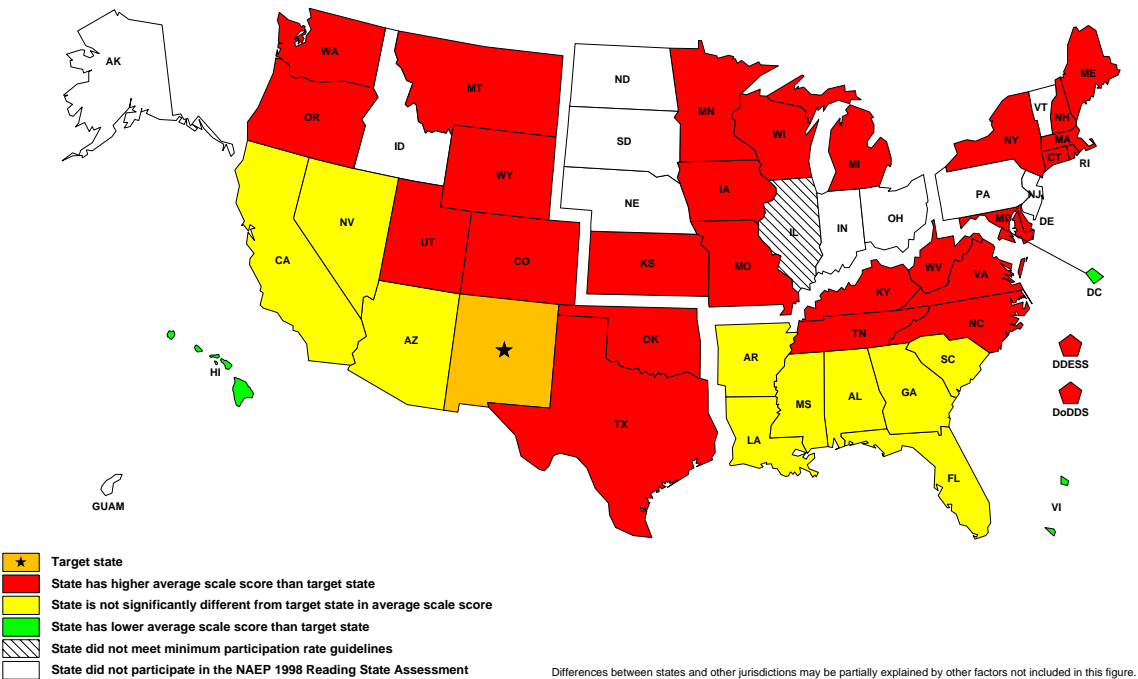 AK
WA
MT
ND
MN
ME
VT
NH
OR
ID
SD
WI
NY
MA
CT
RI
MI
WY
IA
NE
PA
NJ
NV
UT
IL
IN
OH
MD
DE
CA
CO
KS
MO
WV
VA
KY
DC
AZ
OK
AR
TN
NC
DDESS
HI
SC
MS
AL
GA
DoDDS
TX
LA
FL
GUAM
VI
Target state
State has higher average scale score than target state
State is not significantly different from target state in average scale score
State has lower average scale score than target state
State did not meet minimum participation rate guidelines
State did not participate in the NAEP 1998 Reading State Assessment
Differences between states and other jurisdictions may be partially explained by other factors not included in this figure.